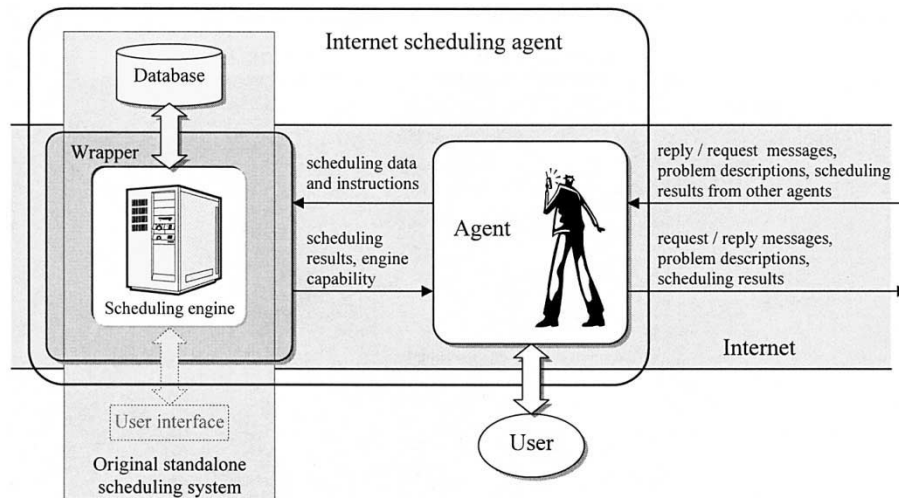 Internet scheduling agent
Database
Wrapper
Scheduling engine
User interface
Original standalone
scheduling system
scheduling data
and instructions
scheduling
results, engine
capability
Agent
User
reply / request messages,
problem descriptions, scheduling
results from other agents
request / reply messages,
problem descriptions,
scheduling results
Internet